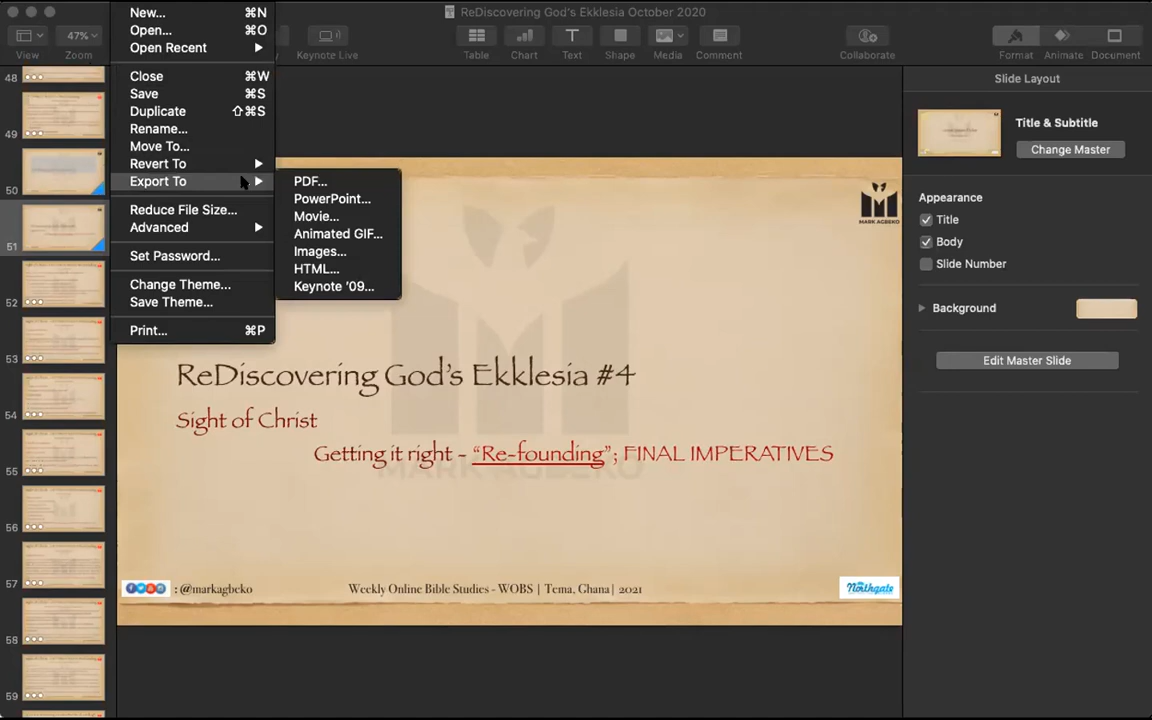 ReDiscovering God's Ekklesia October 2020
View
47%
Zoom
Keynote Live
Table
Chart
Text
Shape
Media
Comment
Collaborate
Format
Animate
Document
New... ⌘N
Open... ⌘O
Open Recent
Close ⌘W
Save ⌘S
Duplicate ⇧⌘S
Rename...
Move To...
Revert To
Export To
Reduce File Size...
Advanced
Set Password...
Change Theme...
Save Theme...
Print... ⌘P
PDF...
PowerPoint...
Movie...
Animated GIF...
Images...
HTML...
Keynote '09...
48
49
50
51
52
53
54
55
56
57
58
59
MARK AGBEKO
ReDiscovering God's Ekklesia #4
Sight of Christ
Getting it right - "Re-founding"; FINAL IMPERATIVES
MARK AGBEKO
: @markagbeko
Weekly Online Bible Studies - WOBS | Tema, Ghana| 2021
Northgate
Slide Layout
Title & Subtitle
Change Master
Appearance
Title
Body
Slide Number
Background
Edit Master Slide